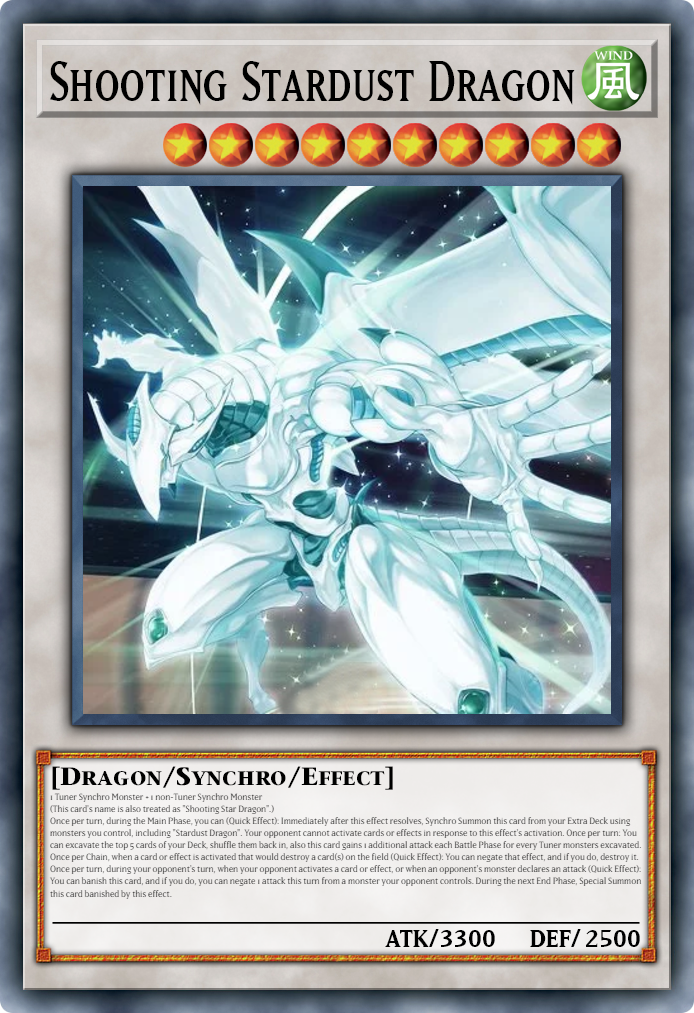 SHOOTING STARDUST DRAGON
WIND
風
[DRAGON/SYNCHRO/EFFECT]
1 Tuner Synchro Monster + 1 non-Tuner Synchro Monster
(This card's name is also treated as "Shooting Star Dragon".)
Once per turn, during the Main Phase, you can (Quick Effect): Immediately after this effect resolves, Synchro Summon this card from your Extra Deck using
monsters you control, including "Stardust Dragon". Your opponent cannot activate cards or effects in response to this effect's activation. Once per turn: You
can excavate the top 5 cards of your Deck, shuffle them back in, also this card gains 1 additional attack each Battle Phase for every Tuner monsters excavated.
Once per Chain, when a card or effect is activated that would destroy a card(s) on the field (Quick Effect): You can negate that effect, and if you do, destroy it.
Once per turn, during your opponent's turn, when your opponent activates a card or effect, or when an opponent's monster declares an attack (Quick Effect):
You can banish this card, and if you do, you can negate 1 attack this turn from a monster your opponent controls. During the next End Phase, Special Summon
this card banished by this effect.
ATK/3300 DEF/ 2500